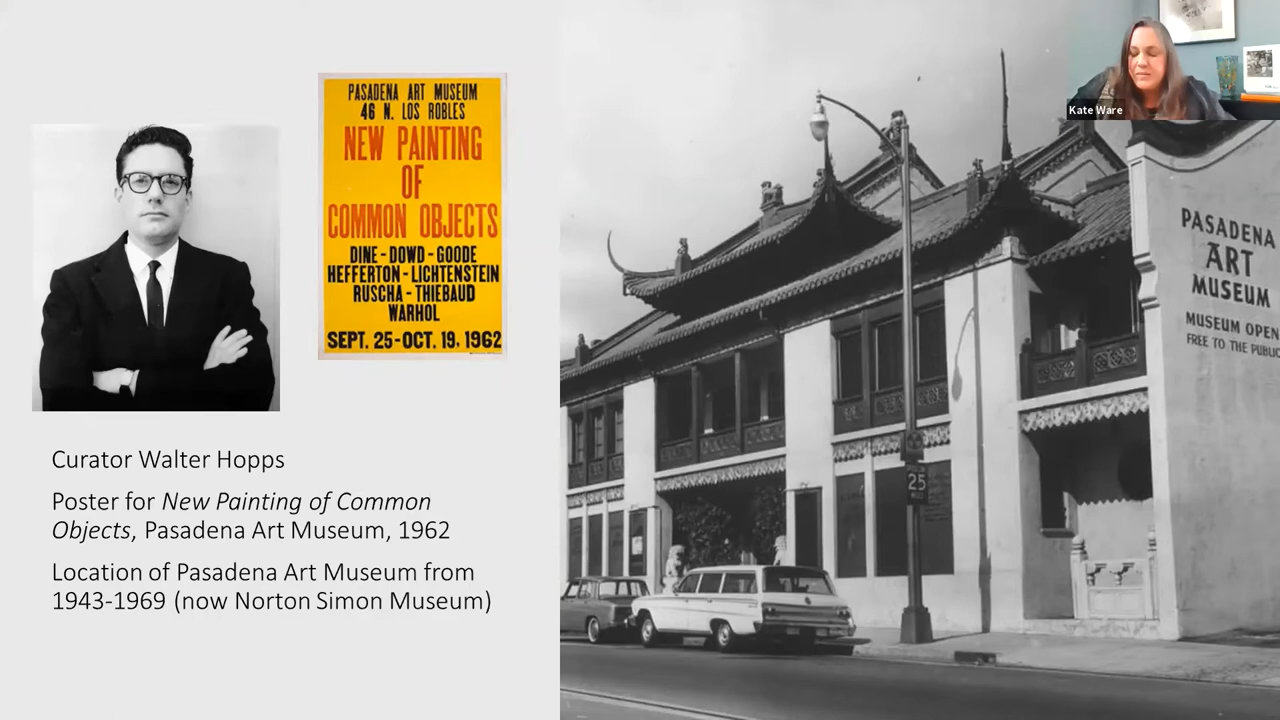 PASADENA ART MUSEUM
46 N. LOS ROBLES
NEW PAINTING
OF
COMMON OBJECTS
DINE - DOWD - GOODE
HEFFERTON - LICHTENSTEIN
RUSCHA - THIEBAUD
WARHOL
SEPT. 25-OCT. 19, 1962
Curator Walter Hopps
Poster for New Painting of Common
Objects, Pasadena Art Museum, 1962
Location of Pasadena Art Museum from
1943-1969 (now Norton Simon Museum)
Kate Ware
PASADENA
ART
MUSEUM
MUSEUM OPEN
FREE TO THE PUBLIC
25